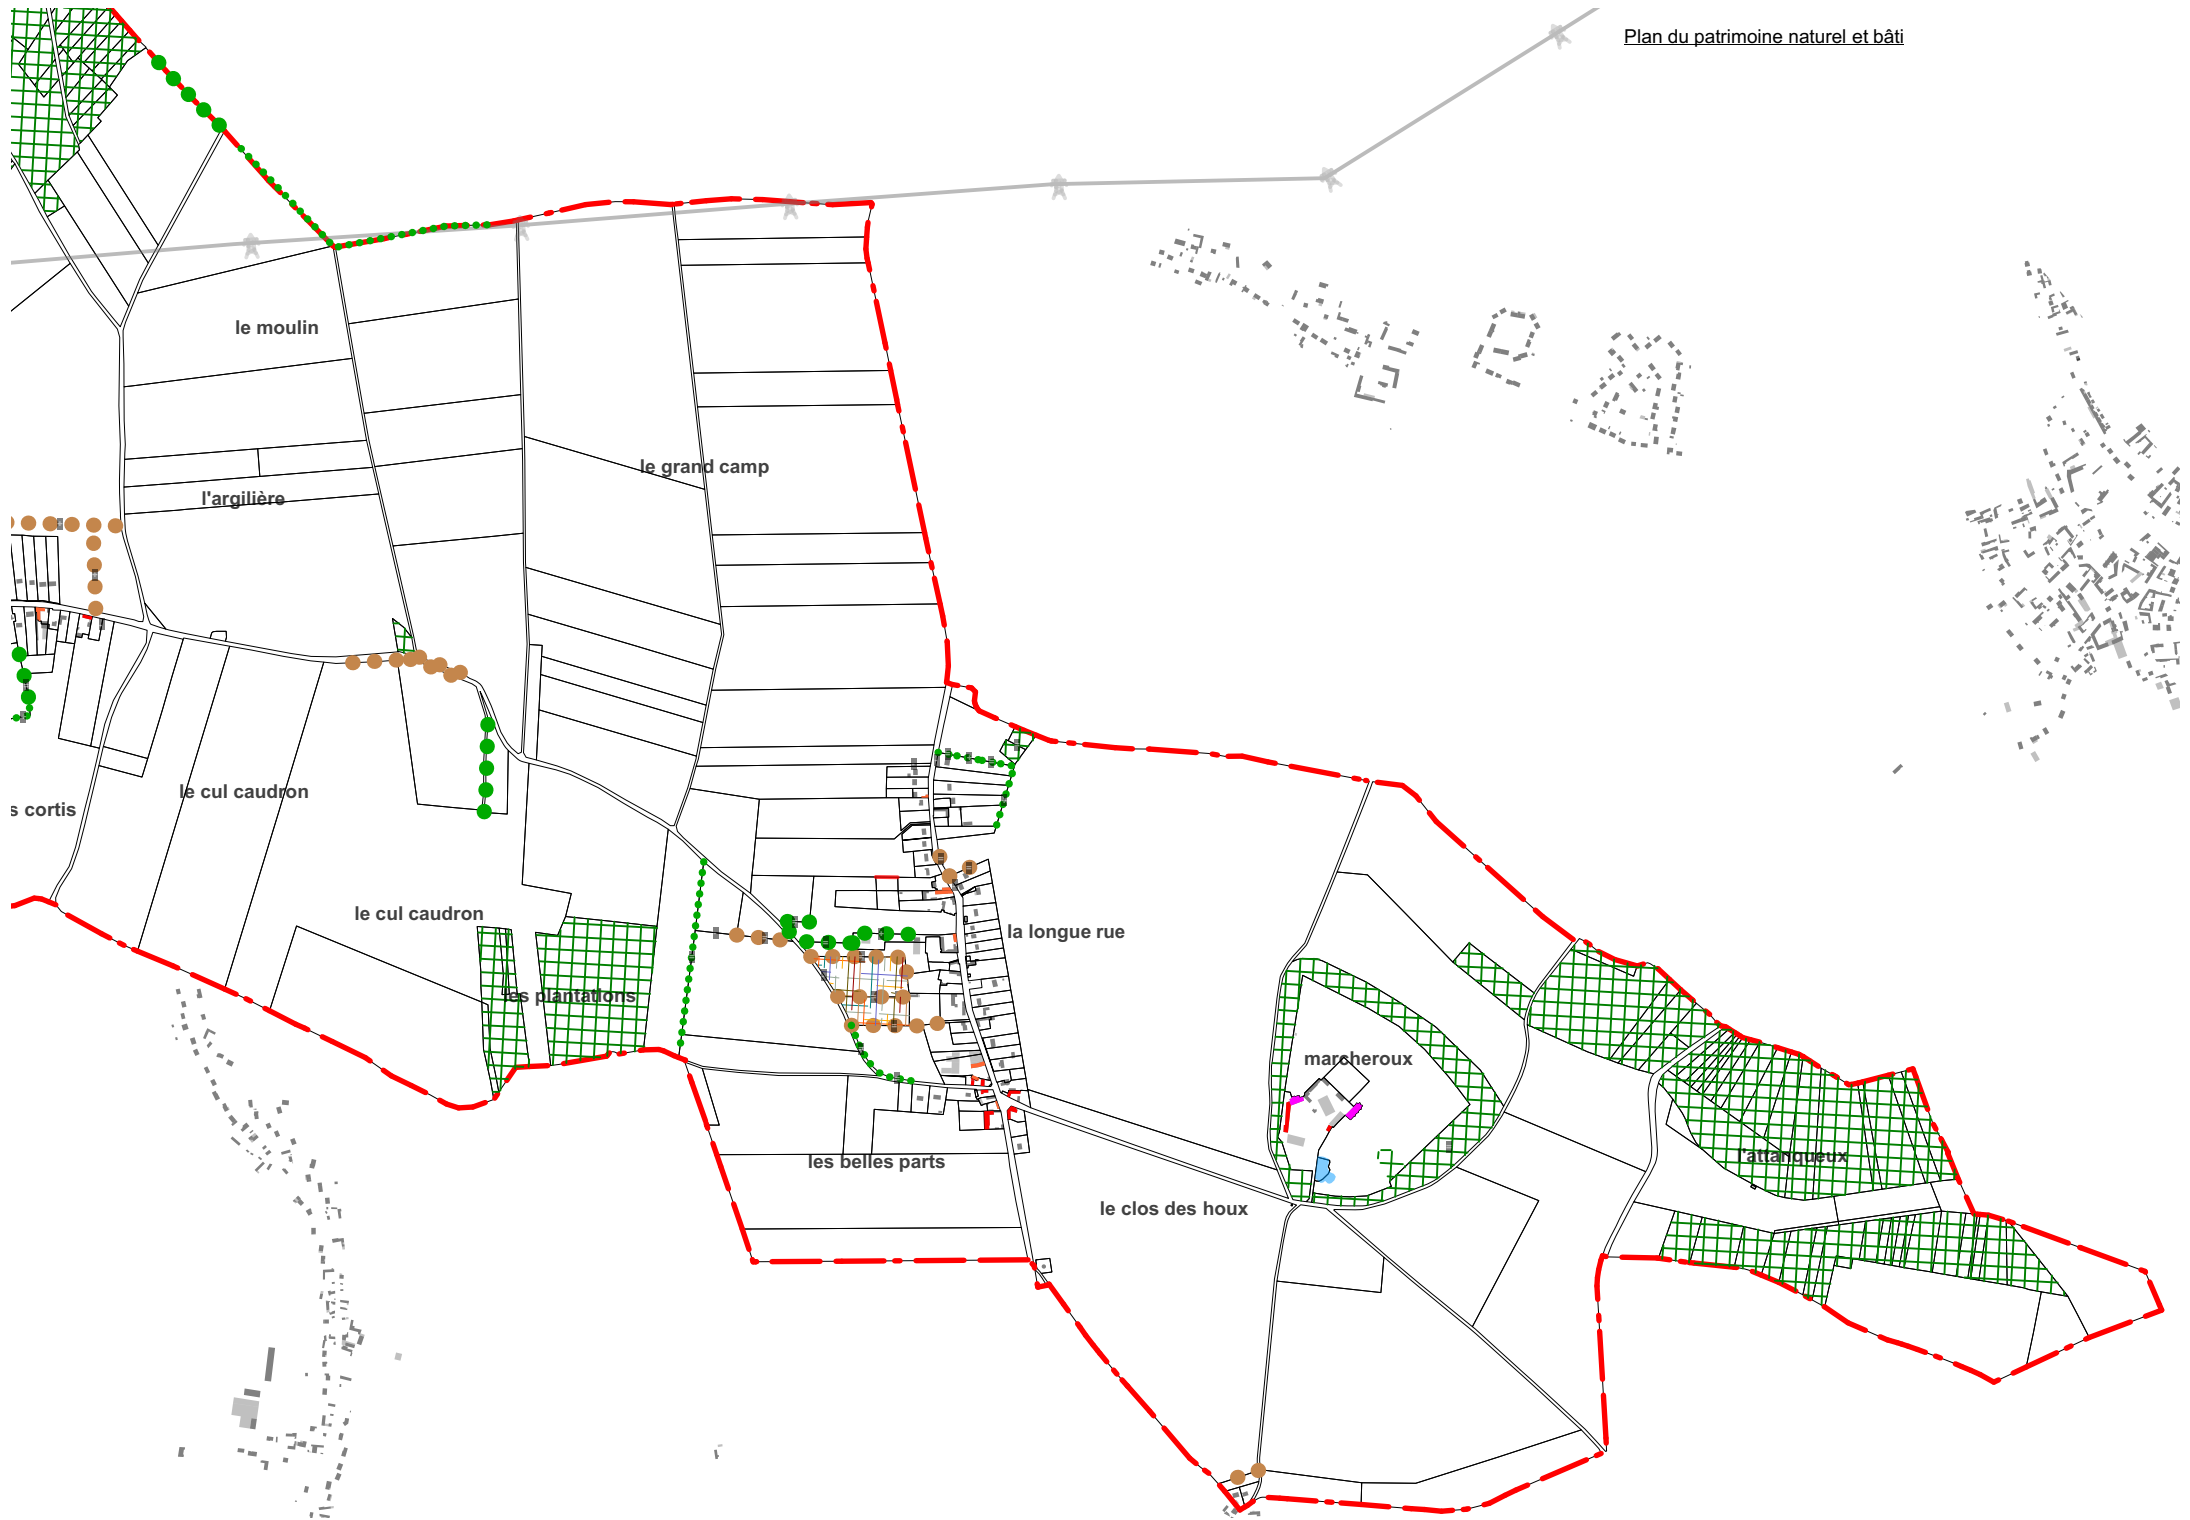 Plan du patrimoine naturel et bâti
le moulin
le grand camp
l'argilière
le cul caudron
s cortis
le cul caudron
la longue rue
les plantations
marcheroux
l'attanqueux
les belles parts
le clos des houx